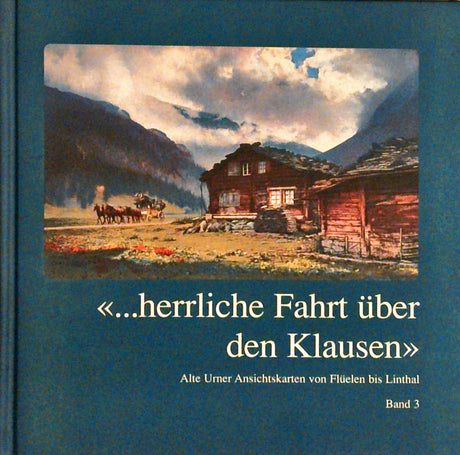 «...herrliche Fahrt über
den Klausen»
Alte Urner Ansichtskarten von Flüelen bis Linthal
Band 3